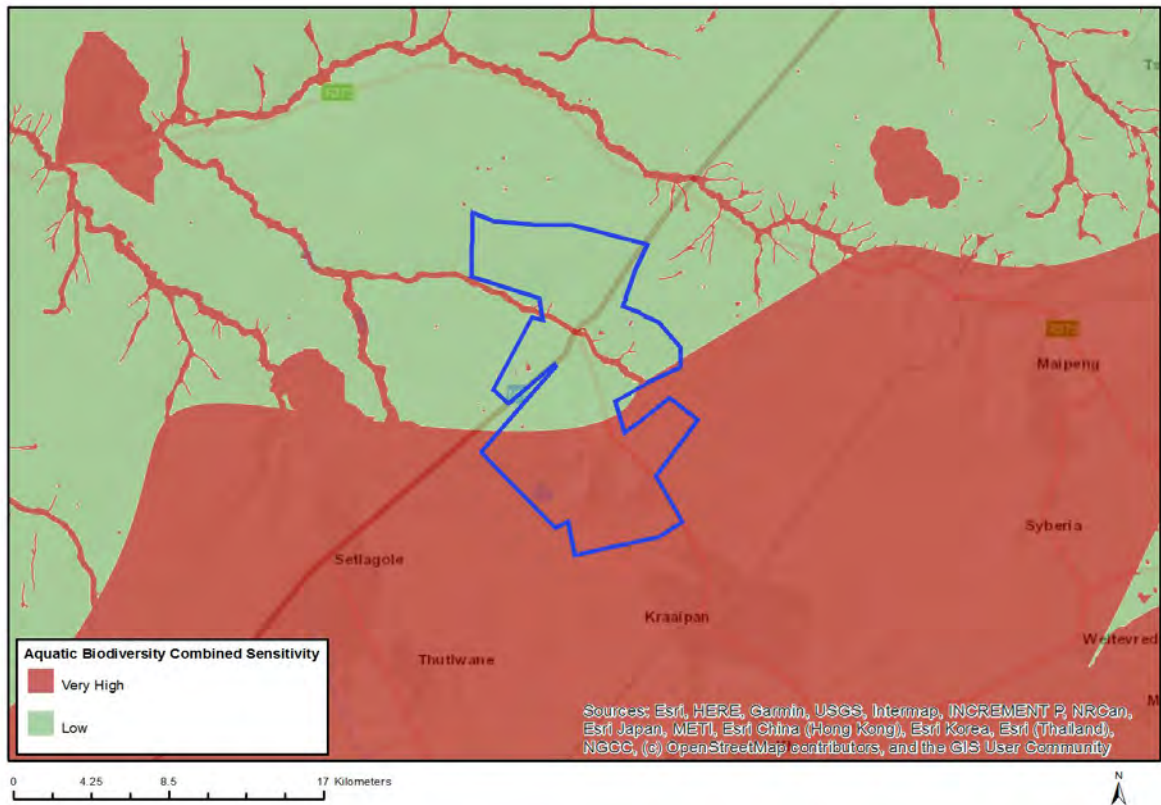 Maipeng
Syberia
Setlagole
Kraaipan
Weltevred
Thutlwane
M
Aquatic Biodiversity Combined Sensitivity
Very High
Low
Sources: Esri, HERE, Garmin, USGS, Intermap, INCREMENT P, NRCan,
Esri Japan, METI, Esri China (Hong Kong), Esri Korea, Esri (Thailand),
NGCC, (c) OpenStreetMap contributors, and the GIS User Community
0 4.25 8.5 17 Kilometers
N